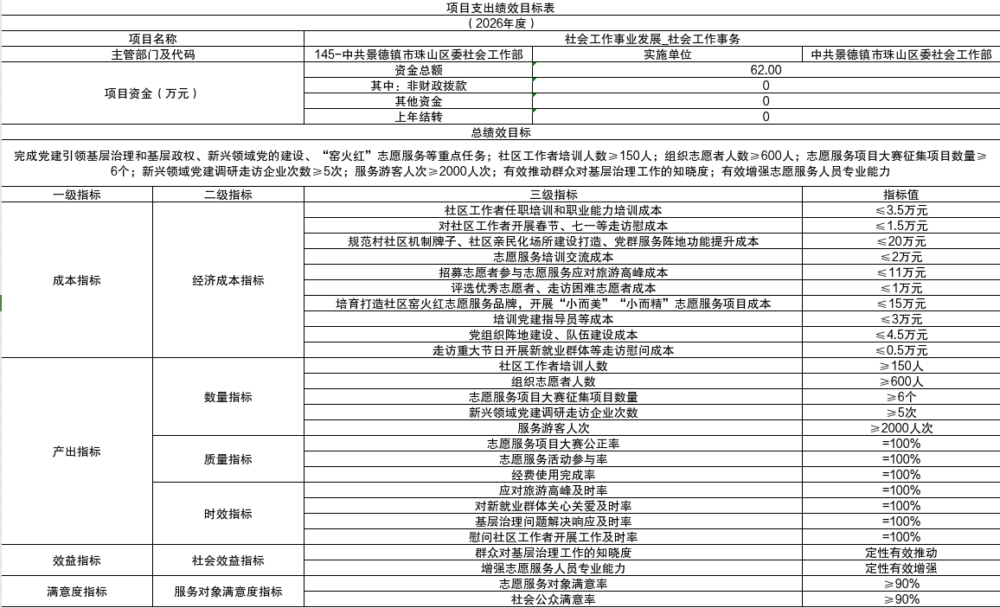 项目支出绩效目标表
（2026年度）
项目名称 社会工作事业发展_社会工作事务
主管部门及代码 145-中共景德镇市珠山区委社会工作部 实施单位 中共景德镇市珠山区委社会工作部
项目资金（万元） 资金总额 62.00
其中：非财政拨款 0
其他资金 0
上年结转 0
总绩效目标
完成党建引领基层治理和基层政权、新兴领域党的建设、“窑火红”志愿服务等重点任务；社区工作者培训人数≥150人；组织志愿者人数≥600人；志愿服务项目大赛征集项目数量≥
6个；新兴领域党建调研走访企业次数≥5次；服务游客人次≥2000人次；有效推动群众对基层治理工作的知晓度；有效增强志愿服务人员专业能力
一级指标 二级指标 三级指标 指标值
成本指标 经济成本指标 社区工作者任职培训和职业能力培训成本 ≤3.5万元
对社区工作者开展春节、七一等走访慰成本 ≤1.5万元
规范村社区机制牌子、社区亲民化场所建设打造、党群服务阵地功能提升成本 ≤20万元
志愿服务培训交流成本 ≤2万元
招募志愿者参与志愿服务应对旅游高峰成本 ≤11万元
评选优秀志愿者、走访困难志愿者成本 ≤1万元
培育打造社区窑火红志愿服务品牌，开展“小而美”“小而精”志愿服务项目成本 ≤15万元
培训党建指导员等成本 ≤3万元
党组织阵地建设、队伍建设成本 ≤4.5万元
走访重大节日开展新就业群体等走访慰问成本 ≤0.5万元
产出指标 数量指标 社区工作者培训人数 ≥150人
组织志愿者人数 ≥600人
志愿服务项目大赛征集项目数量 ≥6个
新兴领域党建调研走访企业次数 ≥5次
服务游客人次 ≥2000人次
质量指标 志愿服务项目大赛公正率 =100%
志愿服务活动参与率 =100%
经费使用完成率 =100%
时效指标 应对旅游高峰及时率 =100%
对新就业群体关心关爱及时率 =100%
基层治理问题解决响应及时率 =100%
慰问社区工作者开展工作及时率 =100%
效益指标 社会效益指标 群众对基层治理工作的知晓度 定性有效推动
增强志愿服务人员专业能力 定性有效增强
满意度指标 服务对象满意度指标 志愿服务对象满意率 ≥90%
社会公众满意率 ≥90%